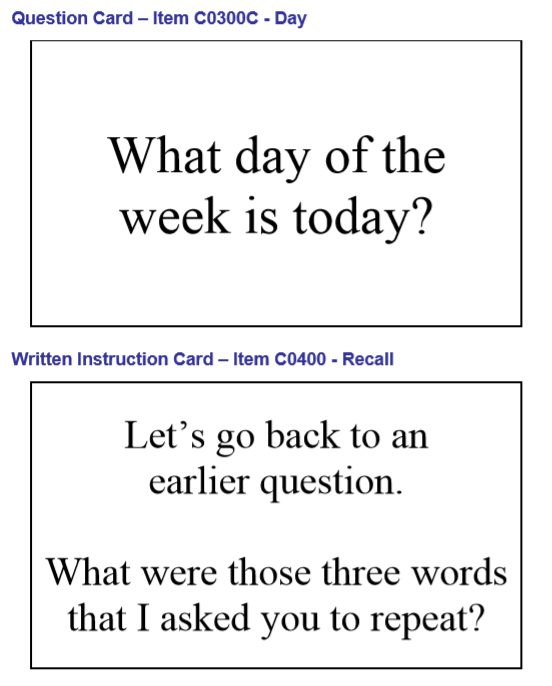 Question Card – Item C0300C - Day
What day of the
week is today?
Written Instruction Card – Item C0400 - Recall
Let’s go back to an
earlier question.
What were those three words
that I asked you to repeat?